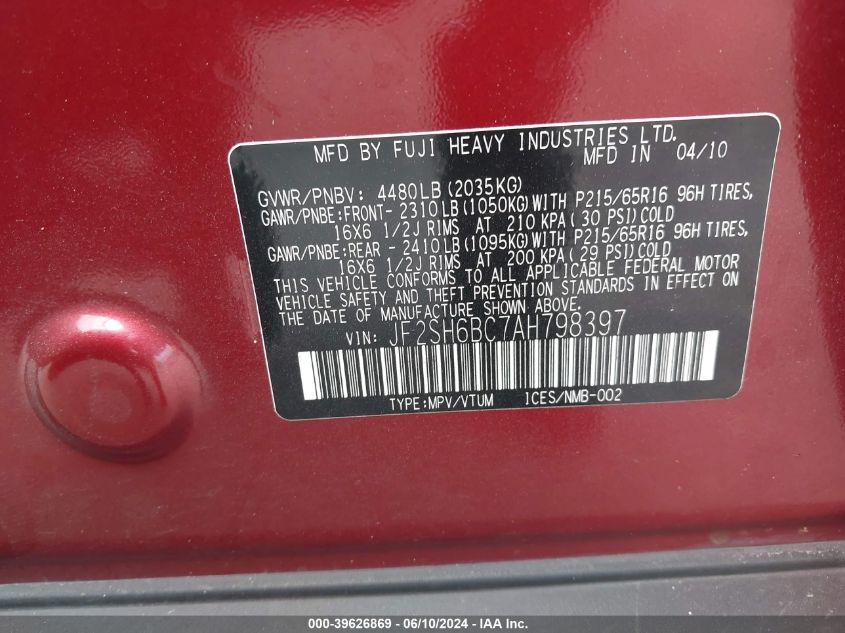 MFD BY FUJI HEAVY INDUSTRIES LTD.
MFD IN 04/10
GVWR/PNBV: 4480LB(2035KG)
GAWR/PNBE:FRONT- 2310LB(1050KG)WITH P215/65R16 96H TIRES,
16X6 1/2J RIMS AT 210 KPA(30 PSI)COLD
GAWR/PNBE:REAR - 2410LB(1095KG)WITH P215/65R16 96H TIRES,
16X6 1/2J RIMS AT 200 KPA(29 PSI)COLD
THIS VEHICLE CONFORMS TO ALL APPLICABLE FEDERAL MOTOR
VEHICLE SAFETY AND THEFT PREVENTION STANDARDS IN EFFECT ON
THE DATE OF MANUFACTURE SHOWN ABOVE.
VIN: JF2SH6BC7AH798397
TYPE:MPV/VTUM ICES/NMB-002
000-39626869 - 06/10/2024 - IAA Inc.